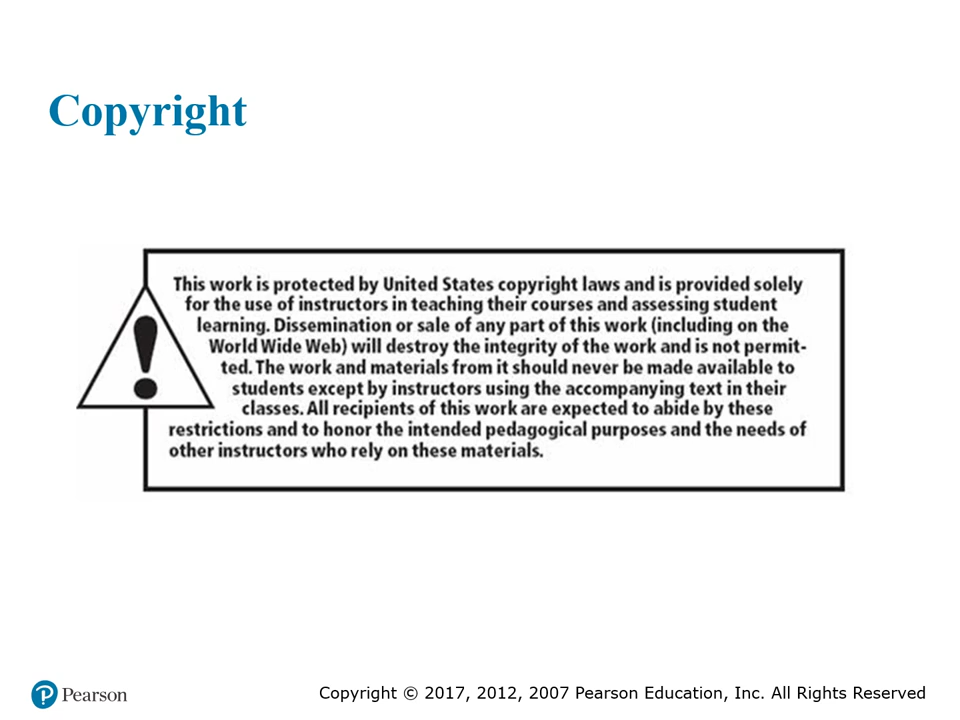 Copyright
This work is protected by United States copyright laws and is provided solely
for the use of instructors in teaching their courses and assessing student
learning. Dissemination or sale of any part of this work (including on the
World Wide Web) will destroy the integrity of the work and is not permit-
ted. The work and materials from it should never be made available to
students except by instructors using the accompanying text in their
classes. All recipients of this work are expected to abide by these
restrictions and to honor the intended pedagogical purposes and the needs of
other instructors who rely on these materials.
P Pearson
Copyright © 2017, 2012, 2007 Pearson Education, Inc. All Rights Reserved